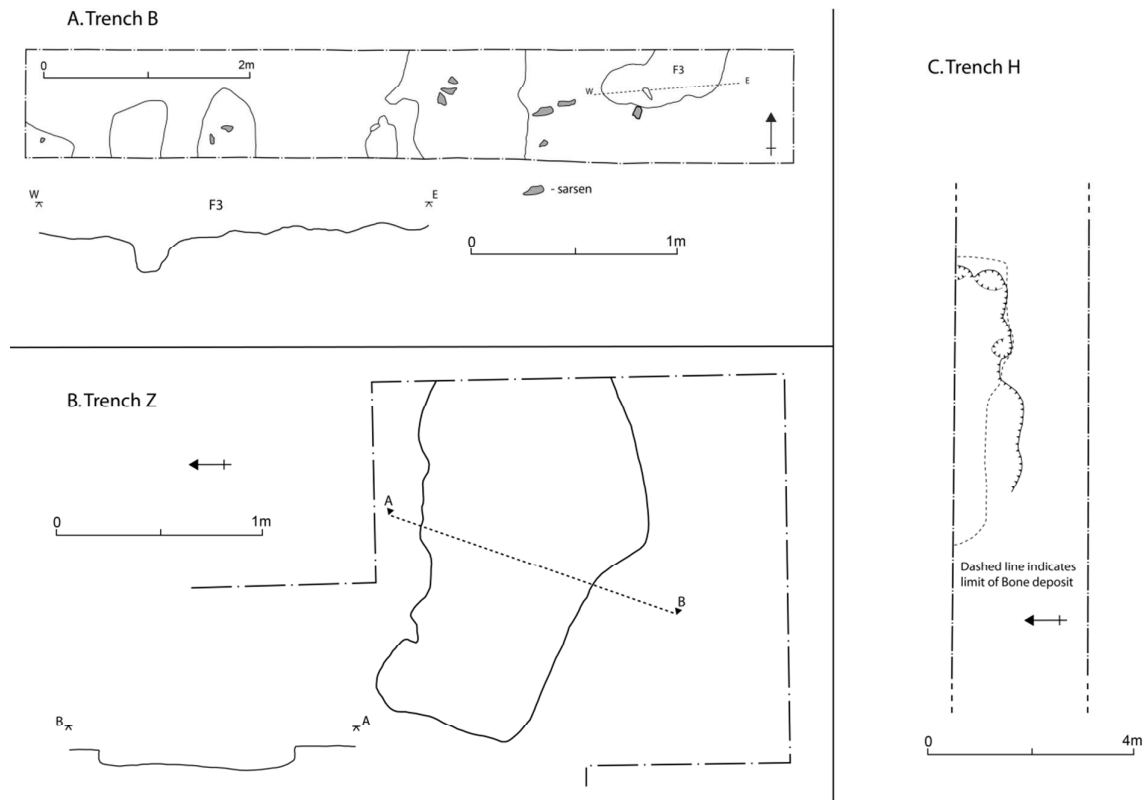 A. Trench B
0 2m
F3
W E
W F3 E
- sarsen
0 1m
B. Trench Z
A
0 1m
B
B A
C. Trench H
Dashed line indicates
limit of Bone deposit
0 4m